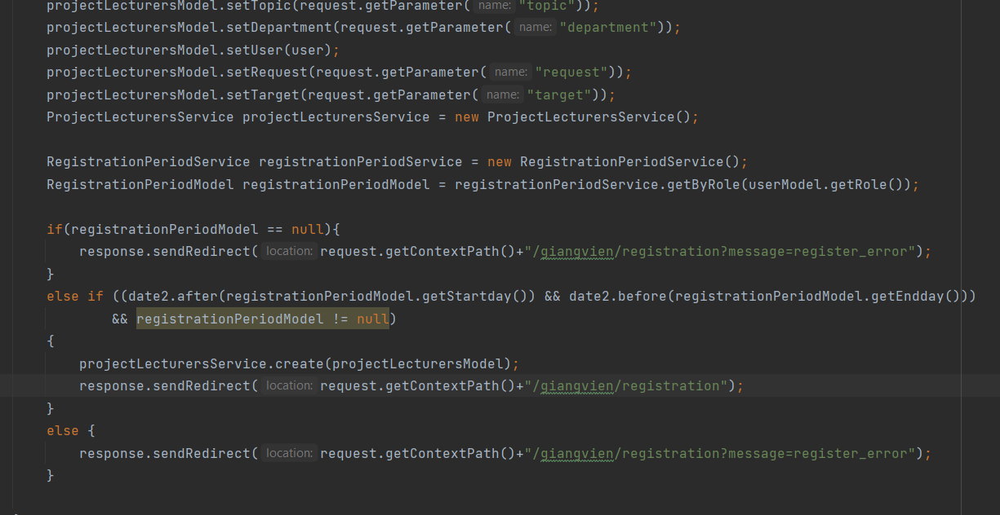 projectLecturersModel.setTopic(request.getParameter( name: "topic"));
projectLecturersModel.setDepartment(request.getParameter( name: "department"));
projectLecturersModel.setUser(user);
projectLecturersModel.setRequest(request.getParameter( name: "request"));
projectLecturersModel.setTarget(request.getParameter( name: "target"));
ProjectLecturersService projectLecturersService = new ProjectLecturersService();
RegistrationPeriodService registrationPeriodService = new RegistrationPeriodService();
RegistrationPeriodModel registrationPeriodModel = registrationPeriodService.getByRole(userModel.getRole());
if(registrationPeriodModel == null){
response.sendRedirect( location: request.getContextPath()+"/giangvien/registration?message=register_error");
}
else if ((date2.after(registrationPeriodModel.getStartday()) && date2.before(registrationPeriodModel.getEndday()))
&& registrationPeriodModel != null)
{
projectLecturersService.create(projectLecturersModel);
response.sendRedirect( location: request.getContextPath()+"/giangvien/registration");
}
else {
response.sendRedirect( location: request.getContextPath()+"/giangvien/registration?message=register_error");
}